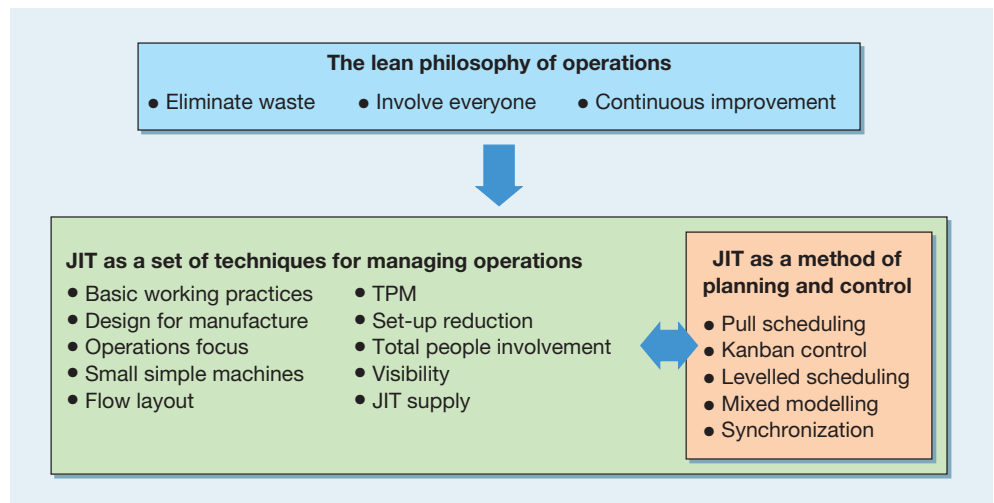 The lean philosophy of operations
● Eliminate waste ● Involve everyone ● Continuous improvement
JIT as a set of techniques for managing operations
● Basic working practices
● Design for manufacture
● Operations focus
● Small simple machines
● Flow layout
● TPM
● Set-up reduction
● Total people involvement
● Visibility
● JIT supply
JIT as a method of
planning and control
● Pull scheduling
● Kanban control
● Levelled scheduling
● Mixed modelling
● Synchronization